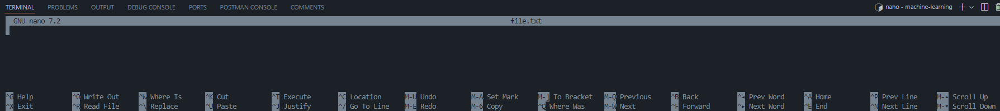 TERMINAL PROBLEMS OUTPUT DEBUG CONSOLE PORTS POSTMAN CONSOLE COMMENTS nano - machine-learning
GNU nano 7.2 file.txt
^G Help ^O Write Out ^W Where Is ^K Cut ^T Execute ^C Location M-U Undo M-A Set Mark M-] To Bracket M-Q Previous ^B Back ^◂ Prev Word ^A Home ^P Prev Line M-▴ Scroll Up
^X Exit ^R Read File ^\ Replace ^U Paste ^J Justify ^/ Go To Line M-E Redo M-6 Copy ^Q Where Was M-W Next ^F Forward ^▸ Next Word ^E End ^N Next Line M-▾ Scroll Down